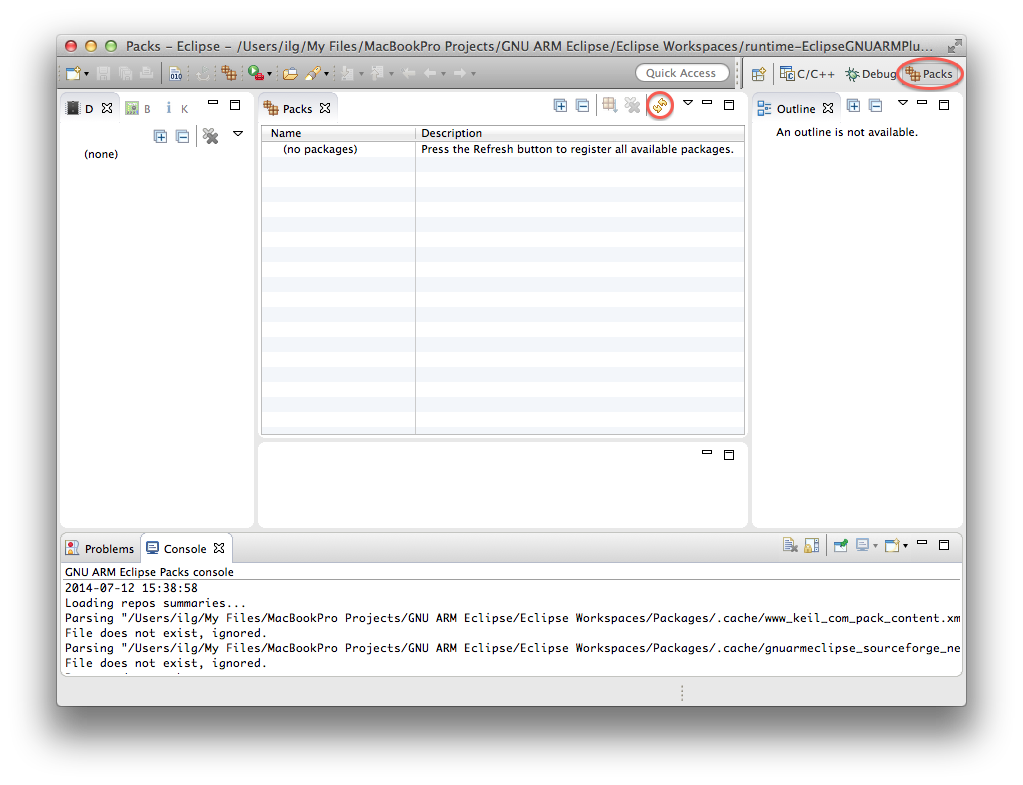 Packs – Eclipse – /Users/ilg/My Files/MacBookPro Projects/GNU ARM Eclipse/Eclipse Workspaces/runtime–EclipseGNUARMPlu...
010
Quick Access
C/C++
Debug
Packs
D
B
K
(none)
Packs
Name
Description
(no packages)
Press the Refresh button to register all available packages.
Outline
An outline is not available.
Problems
Console
GNU ARM Eclipse Packs console
2014-07-12 15:38:58
Loading repos summaries...
Parsing "/Users/ilg/My Files/MacBookPro Projects/GNU ARM Eclipse/Eclipse Workspaces/Packages/.cache/www_keil_com_pack_content.xm
File does not exist, ignored.
Parsing "/Users/ilg/My Files/MacBookPro Projects/GNU ARM Eclipse/Eclipse Workspaces/Packages/.cache/gnuarmeclipse_sourceforge_ne
File does not exist, ignored.